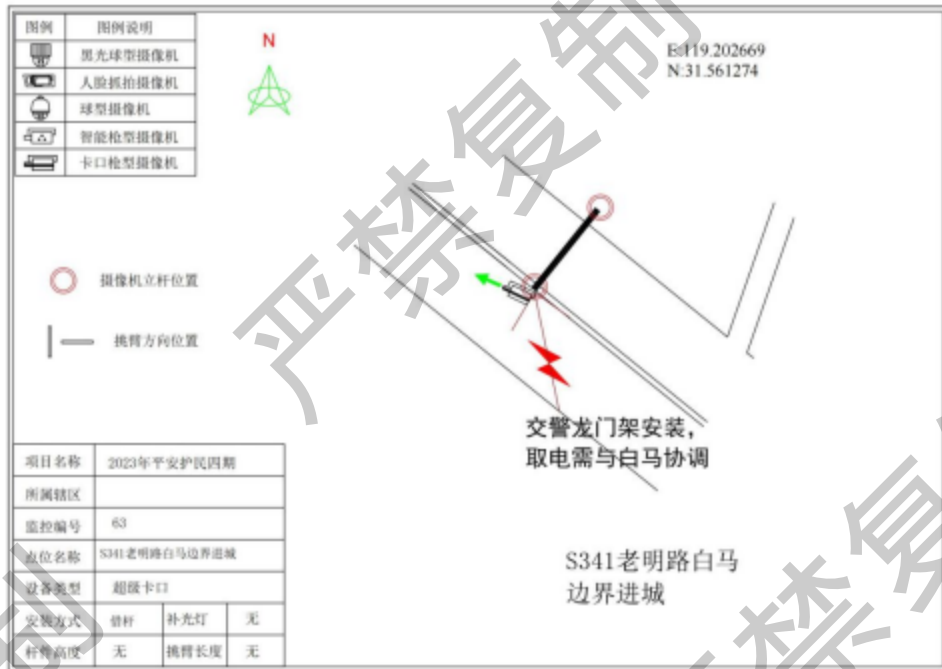 图例 图例说明
黑光球型摄像机
人脸抓拍摄像机
球型摄像机
智能枪型摄像机
卡口枪型摄像机
N
E:119.202669
N:31.561274
摄像机立杆位置
挑臂方向位置
交警龙门架安装，
取电需与白马协调
项目名称 2023年平安护民四期
所属辖区
监控编号 63
点位名称 S341老明路白马边界进城
设备类型 超级卡口
安装方式 借杆 补光灯 无
杆件高度 无 挑臂长度 无
S341老明路白马
边界进城
严禁复制
制
严禁复